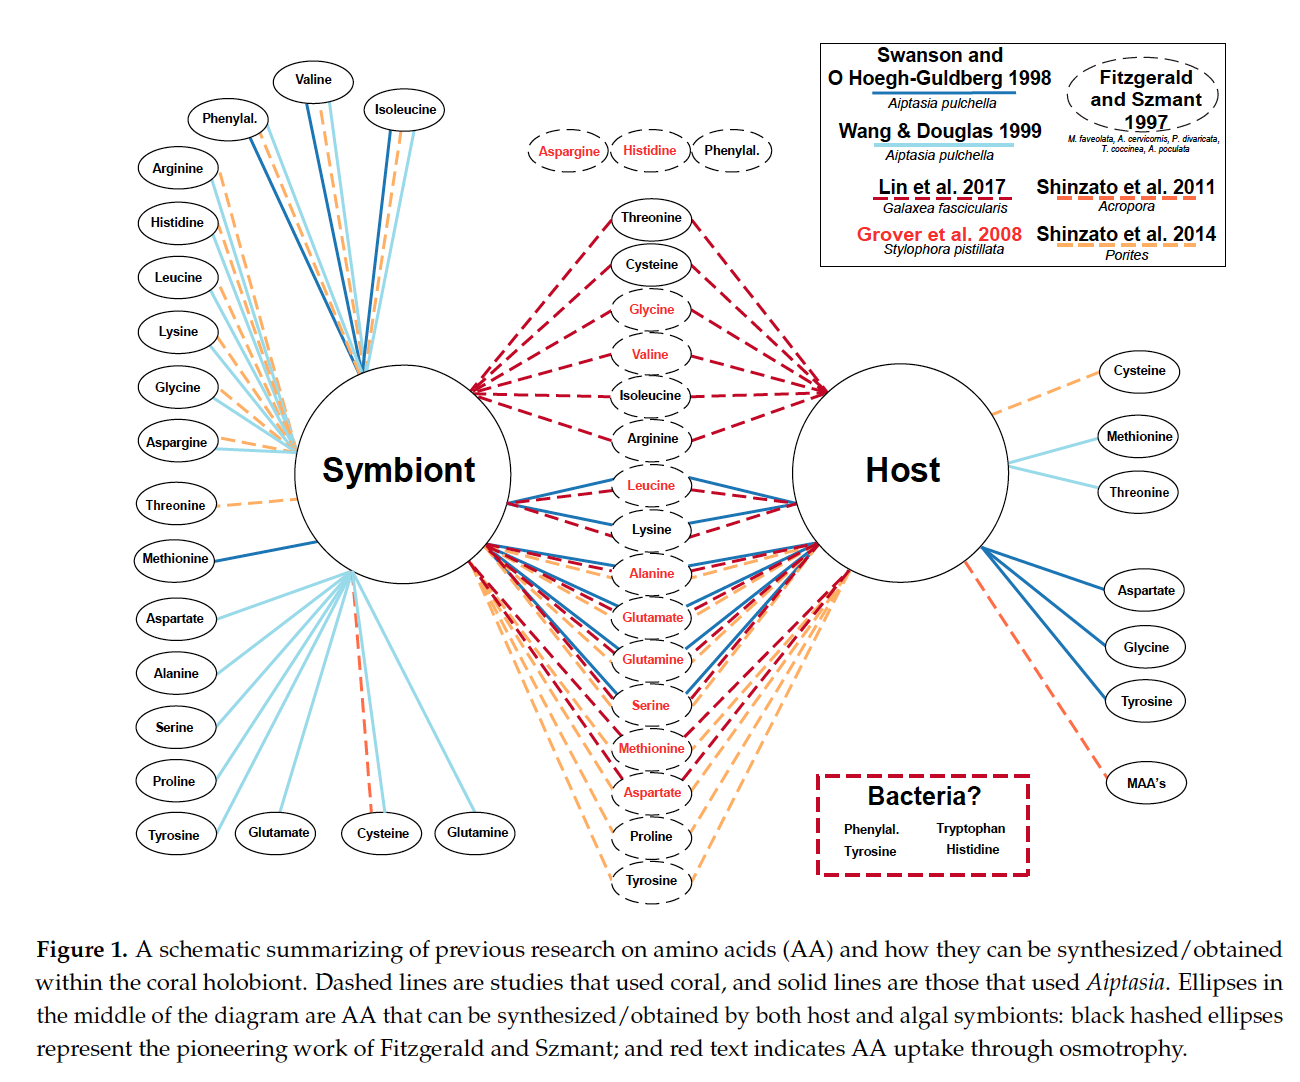 Valine
Phenylal.
Isoleucine
Arginine
Histidine
Leucine
Lysine
Glycine
Aspargine
Threonine
Methionine
Aspartate
Alanine
Serine
Proline
Tyrosine
Glutamate
Cysteine
Glutamine
Symbiont
Aspargine
Histidine
Phenylal.
Threonine
Cysteine
Glycine
Valine
Isoleucine
Arginine
Leucine
Lysine
Alanine
Glutamate
Glutamine
Serine
Methionine
Aspartate
Proline
Tyrosine
Host
Cysteine
Methionine
Threonine
Aspartate
Glycine
Tyrosine
MAA's
Swanson and
O Hoegh-Guldberg 1998
Aiptasia pulchella
Wang & Douglas 1999
Aiptasia pulchella
Lin et al. 2017
Galaxea fascicularis
Grover et al. 2008
Stylophora pistillata
Fitzgerald
and Szmant
1997
M. faveolata, A. cervicornis, P. divaricata,
T. coccinea, A. poculata
Shinzato et al. 2011
Acropora
Shinzato et al. 2014
Porites
Bacteria?
Phenylal.
Tryptophan
Tyrosine
Histidine
Figure 1. A schematic summarizing of previous research on amino acids (AA) and how they can be synthesized/obtained
within the coral holobiont. Dashed lines are studies that used coral, and solid lines are those that used Aiptasia. Ellipses in
the middle of the diagram are AA that can be synthesized/obtained by both host and algal symbionts: black hashed ellipses
represent the pioneering work of Fitzgerald and Szmant; and red text indicates AA uptake through osmotrophy.